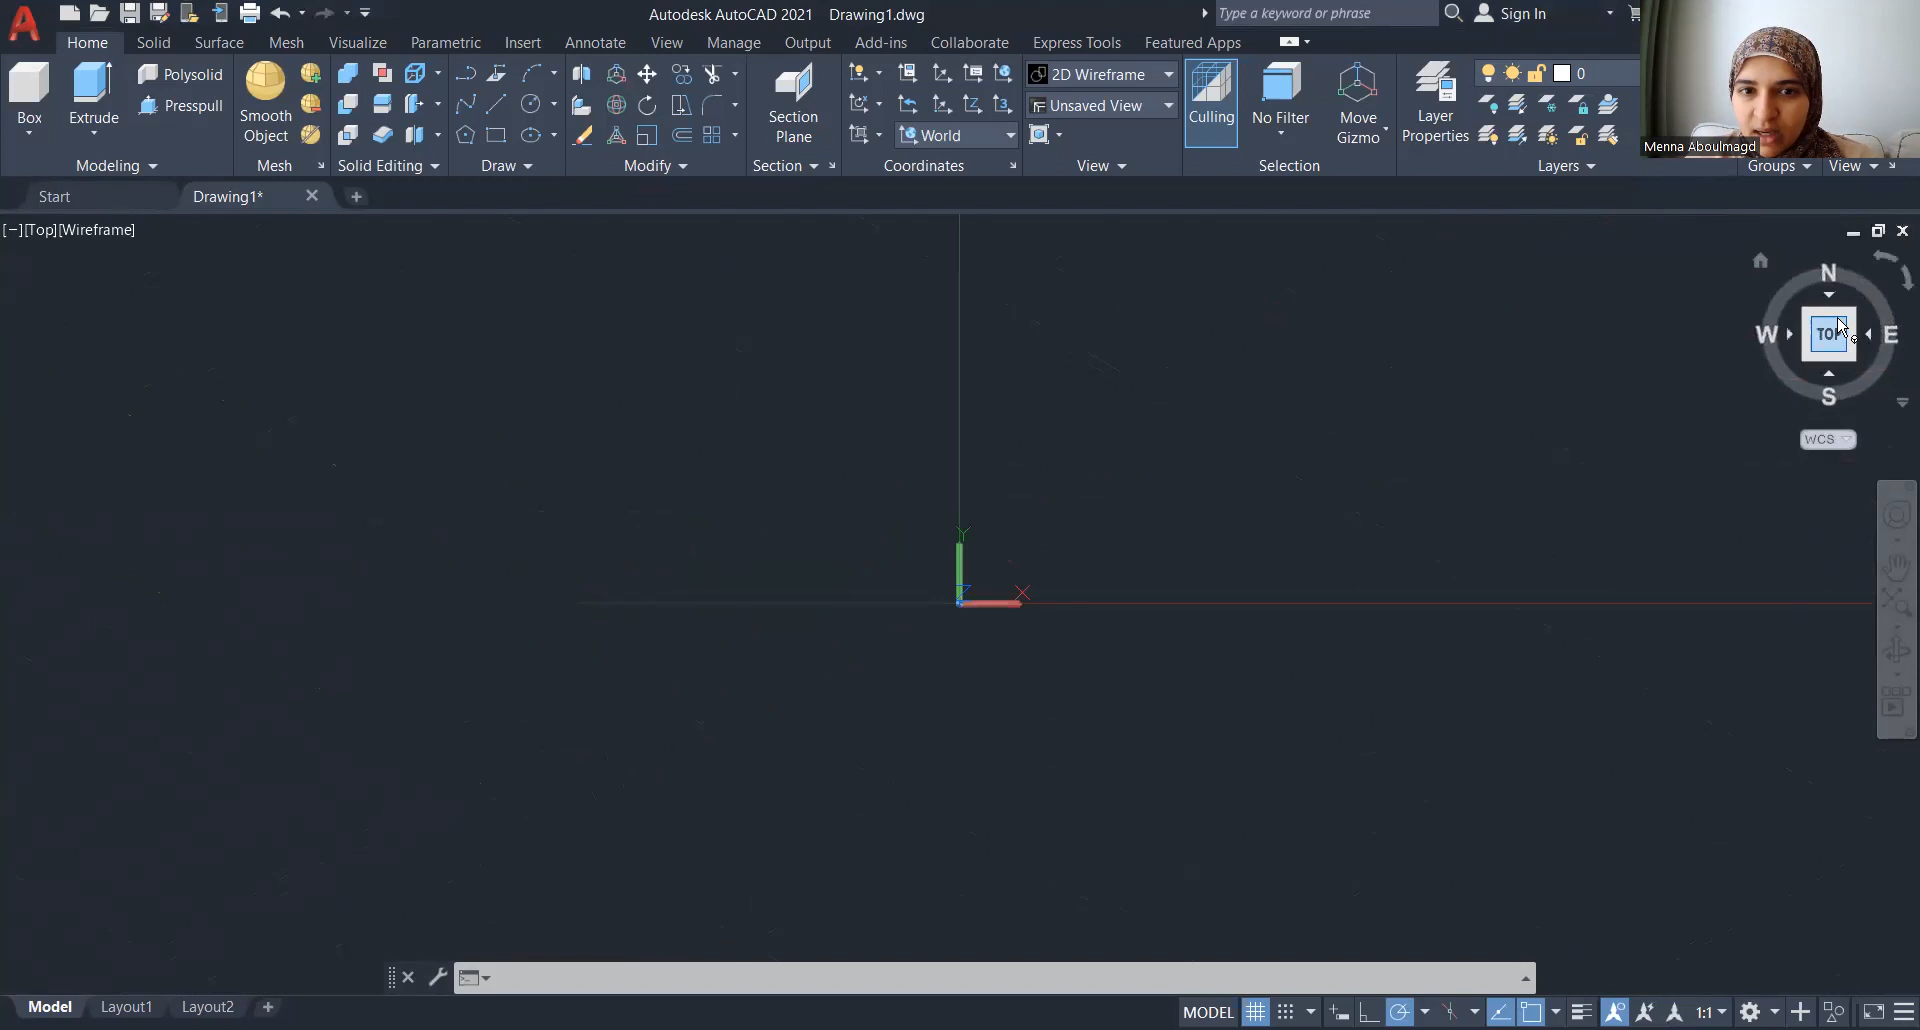 Autodesk AutoCAD 2021 Drawing1.dwg
Type a keyword or phrase
Sign In
Home Solid Surface Mesh Visualize Parametric Insert Annotate View Manage Output Add-ins Collaborate Express Tools Featured Apps
Box
Extrude
Polysolid
Presspull
Smooth Object
Section Plane
World
2D Wireframe
Unsaved View
Culling
No Filter
Move Gizmo
Layer Properties
0
Menna Aboulmagd
Modeling Mesh Solid Editing Draw Modify Section Coordinates View Selection Layers Groups View
Start Drawing1*
[−][Top][Wireframe]
N
W TOP E
S
WCS
Y
Z X
Model Layout1 Layout2
MODEL
1:1